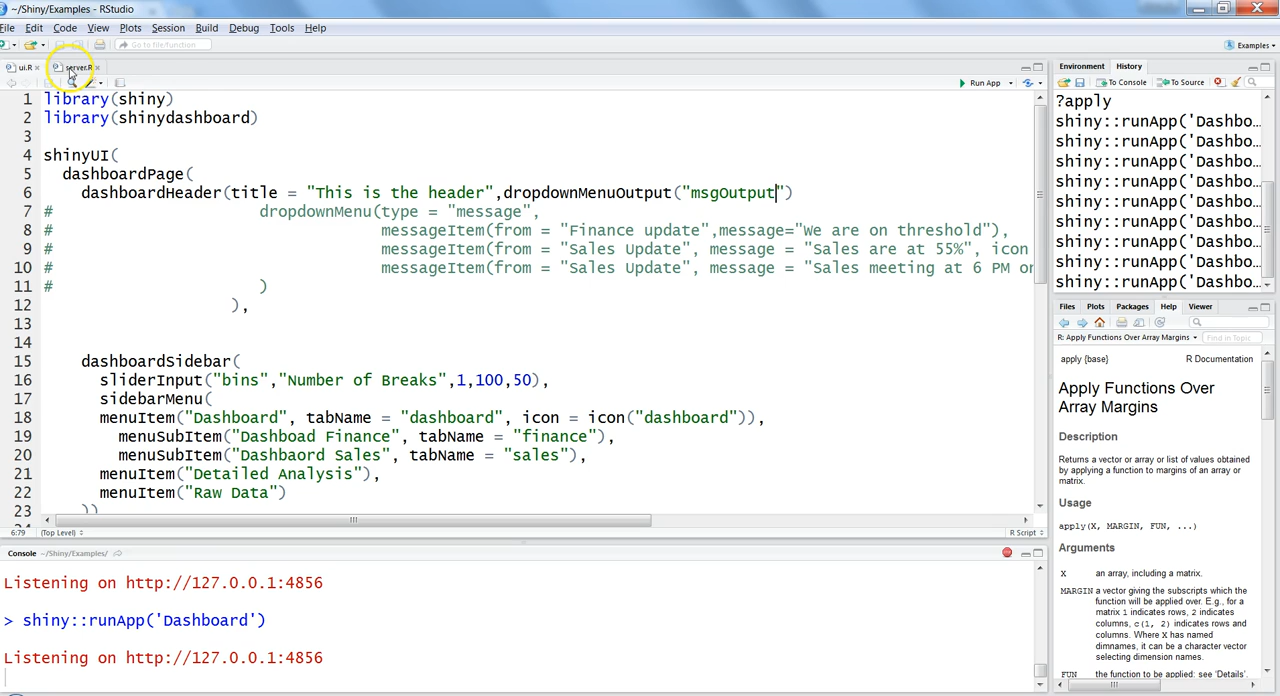 ~/Shiny/Examples - RStudio
File Edit Code View Plots Session Build Debug Tools Help
Go to file/function
Examples
ui.R server.R
Run App
1 library(shiny)
2 library(shinydashboard)
3
4 shinyUI(
5 dashboardPage(
6 dashboardHeader(title = "This is the header",dropdownMenuOutput("msgOutput")
7 # dropdownMenu(type = "message",
8 # messageItem(from = "Finance update",message="We are on threshold"),
9 # messageItem(from = "Sales Update", message = "Sales are at 55%", icon
10 # messageItem(from = "Sales Update", message = "Sales meeting at 6 PM on
11 # )
12 ),
13
14
15 dashboardSidebar(
16 sliderInput("bins","Number of Breaks",1,100,50),
17 sidebarMenu(
18 menuItem("Dashboard", tabName = "dashboard", icon = icon("dashboard")),
19 menuSubItem("Dashboad Finance", tabName = "finance"),
20 menuSubItem("Dashbaord Sales", tabName = "sales"),
21 menuItem("Detailed Analysis"),
22 menuItem("Raw Data")
23 ))
6:79 (Top Level) R Script
Console ~/Shiny/Examples/
Listening on http://127.0.0.1:4856
> shiny::runApp('Dashboard')
Listening on http://127.0.0.1:4856
Environment History
To Console To Source
?apply
shiny::runApp('Dashbo…
shiny::runApp('Dashbo…
shiny::runApp('Dashbo…
shiny::runApp('Dashbo…
shiny::runApp('Dashbo…
shiny::runApp('Dashbo…
shiny::runApp('Dashbo…
shiny::runApp('Dashbo…
shiny::runApp('Dashbo…
Files Plots Packages Help Viewer
R: Apply Functions Over Array Margins Find in Topic
apply {base} R Documentation
Apply Functions Over
Array Margins
Description
Returns a vector or array or list of values obtained
by applying a function to margins of an array or
matrix.
Usage
apply(X, MARGIN, FUN, ...)
Arguments
X an array, including a matrix.
MARGIN a vector giving the subscripts which the
function will be applied over. E.g., for a
matrix 1 indicates rows, 2 indicates
columns, c(1, 2) indicates rows and
columns. Where X has named
dimnames, it can be a character vector
selecting dimension names.
FUN the function to be applied: see 'Details'.